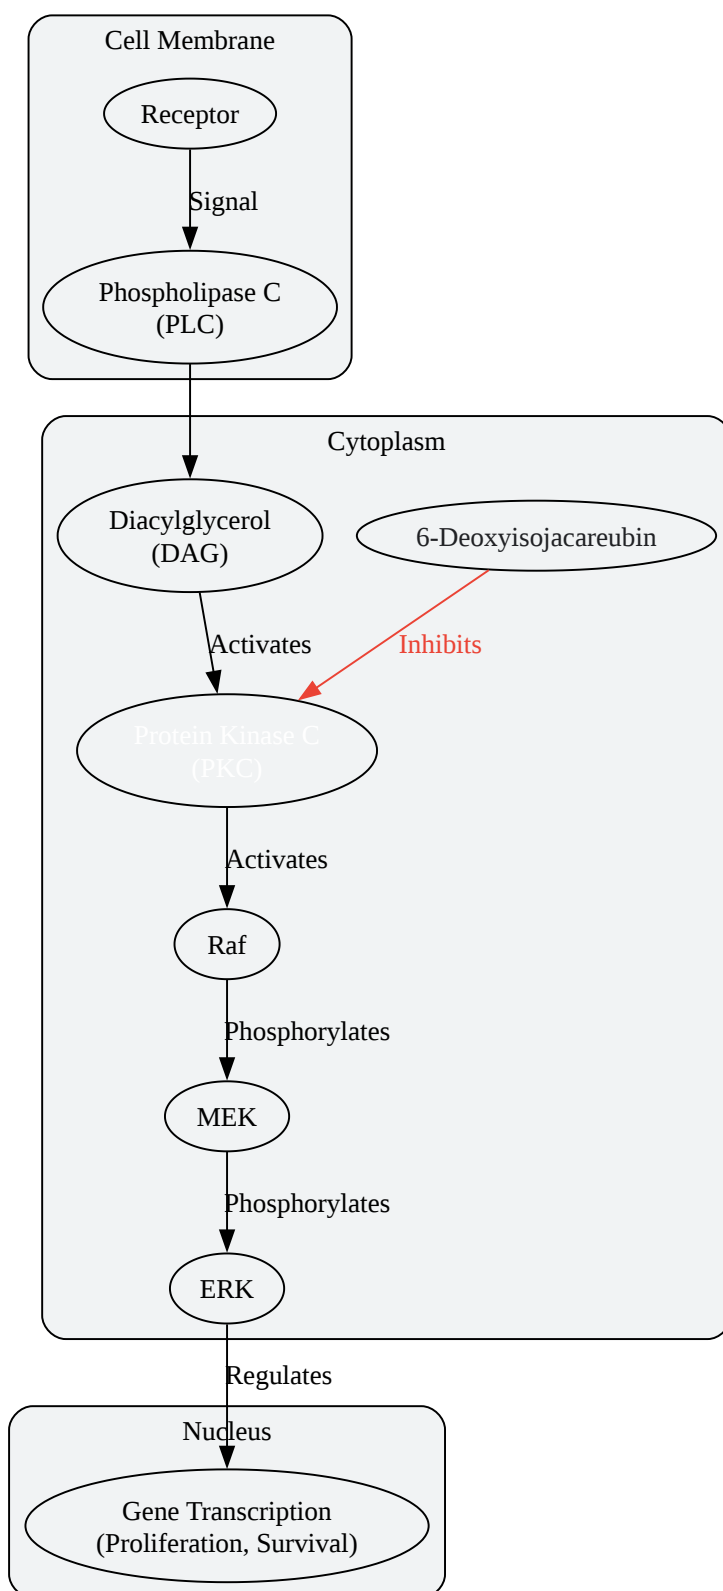 Cell Membrane
Receptor
Signal
Phospholipase C
(PLC)
Cytoplasm
Diacylglycerol
(DAG)
6-Deoxyisojacareubin
Activates
Inhibits
Protein Kinase C
(PKC)
Activates
Raf
Phosphorylates
MEK
Phosphorylates
ERK
Regulates
Nucleus
Gene Transcription
(Proliferation, Survival)